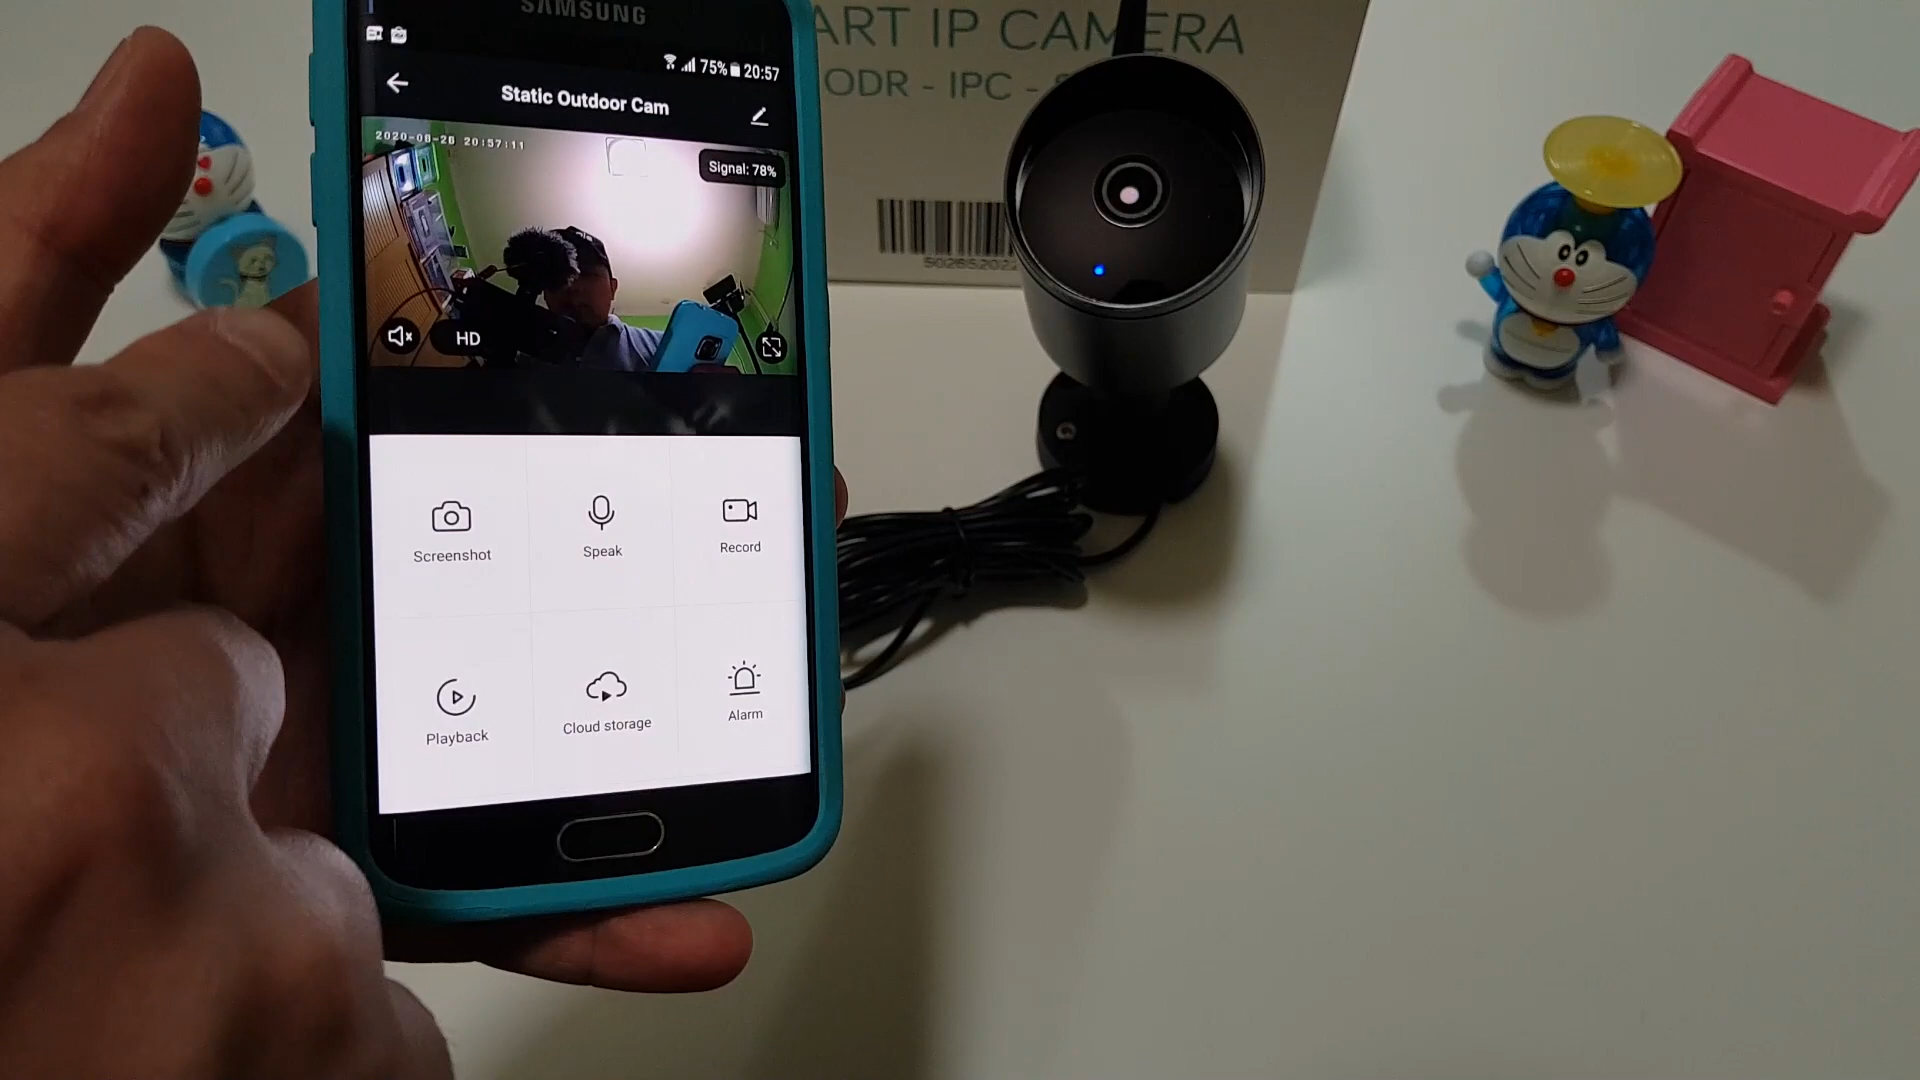 SAMSUNG
75% 20:57
Static Outdoor Cam
2020-08-26 20:57:11
Signal: 78%
HD
Screenshot
Speak
Record
Playback
Cloud storage
Alarm
ART IP CAMERA
ODR - IPC -